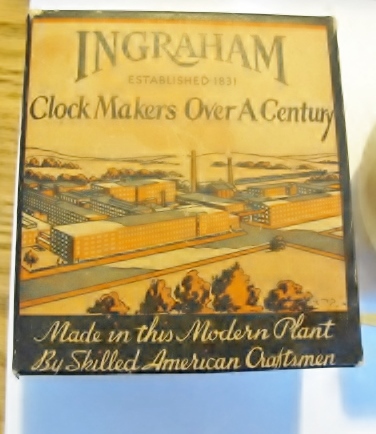 INGRAHAM
ESTABLISHED 1831
Clock Makers Over A Century
Made in this Modern Plant
By Skilled American Craftsmen